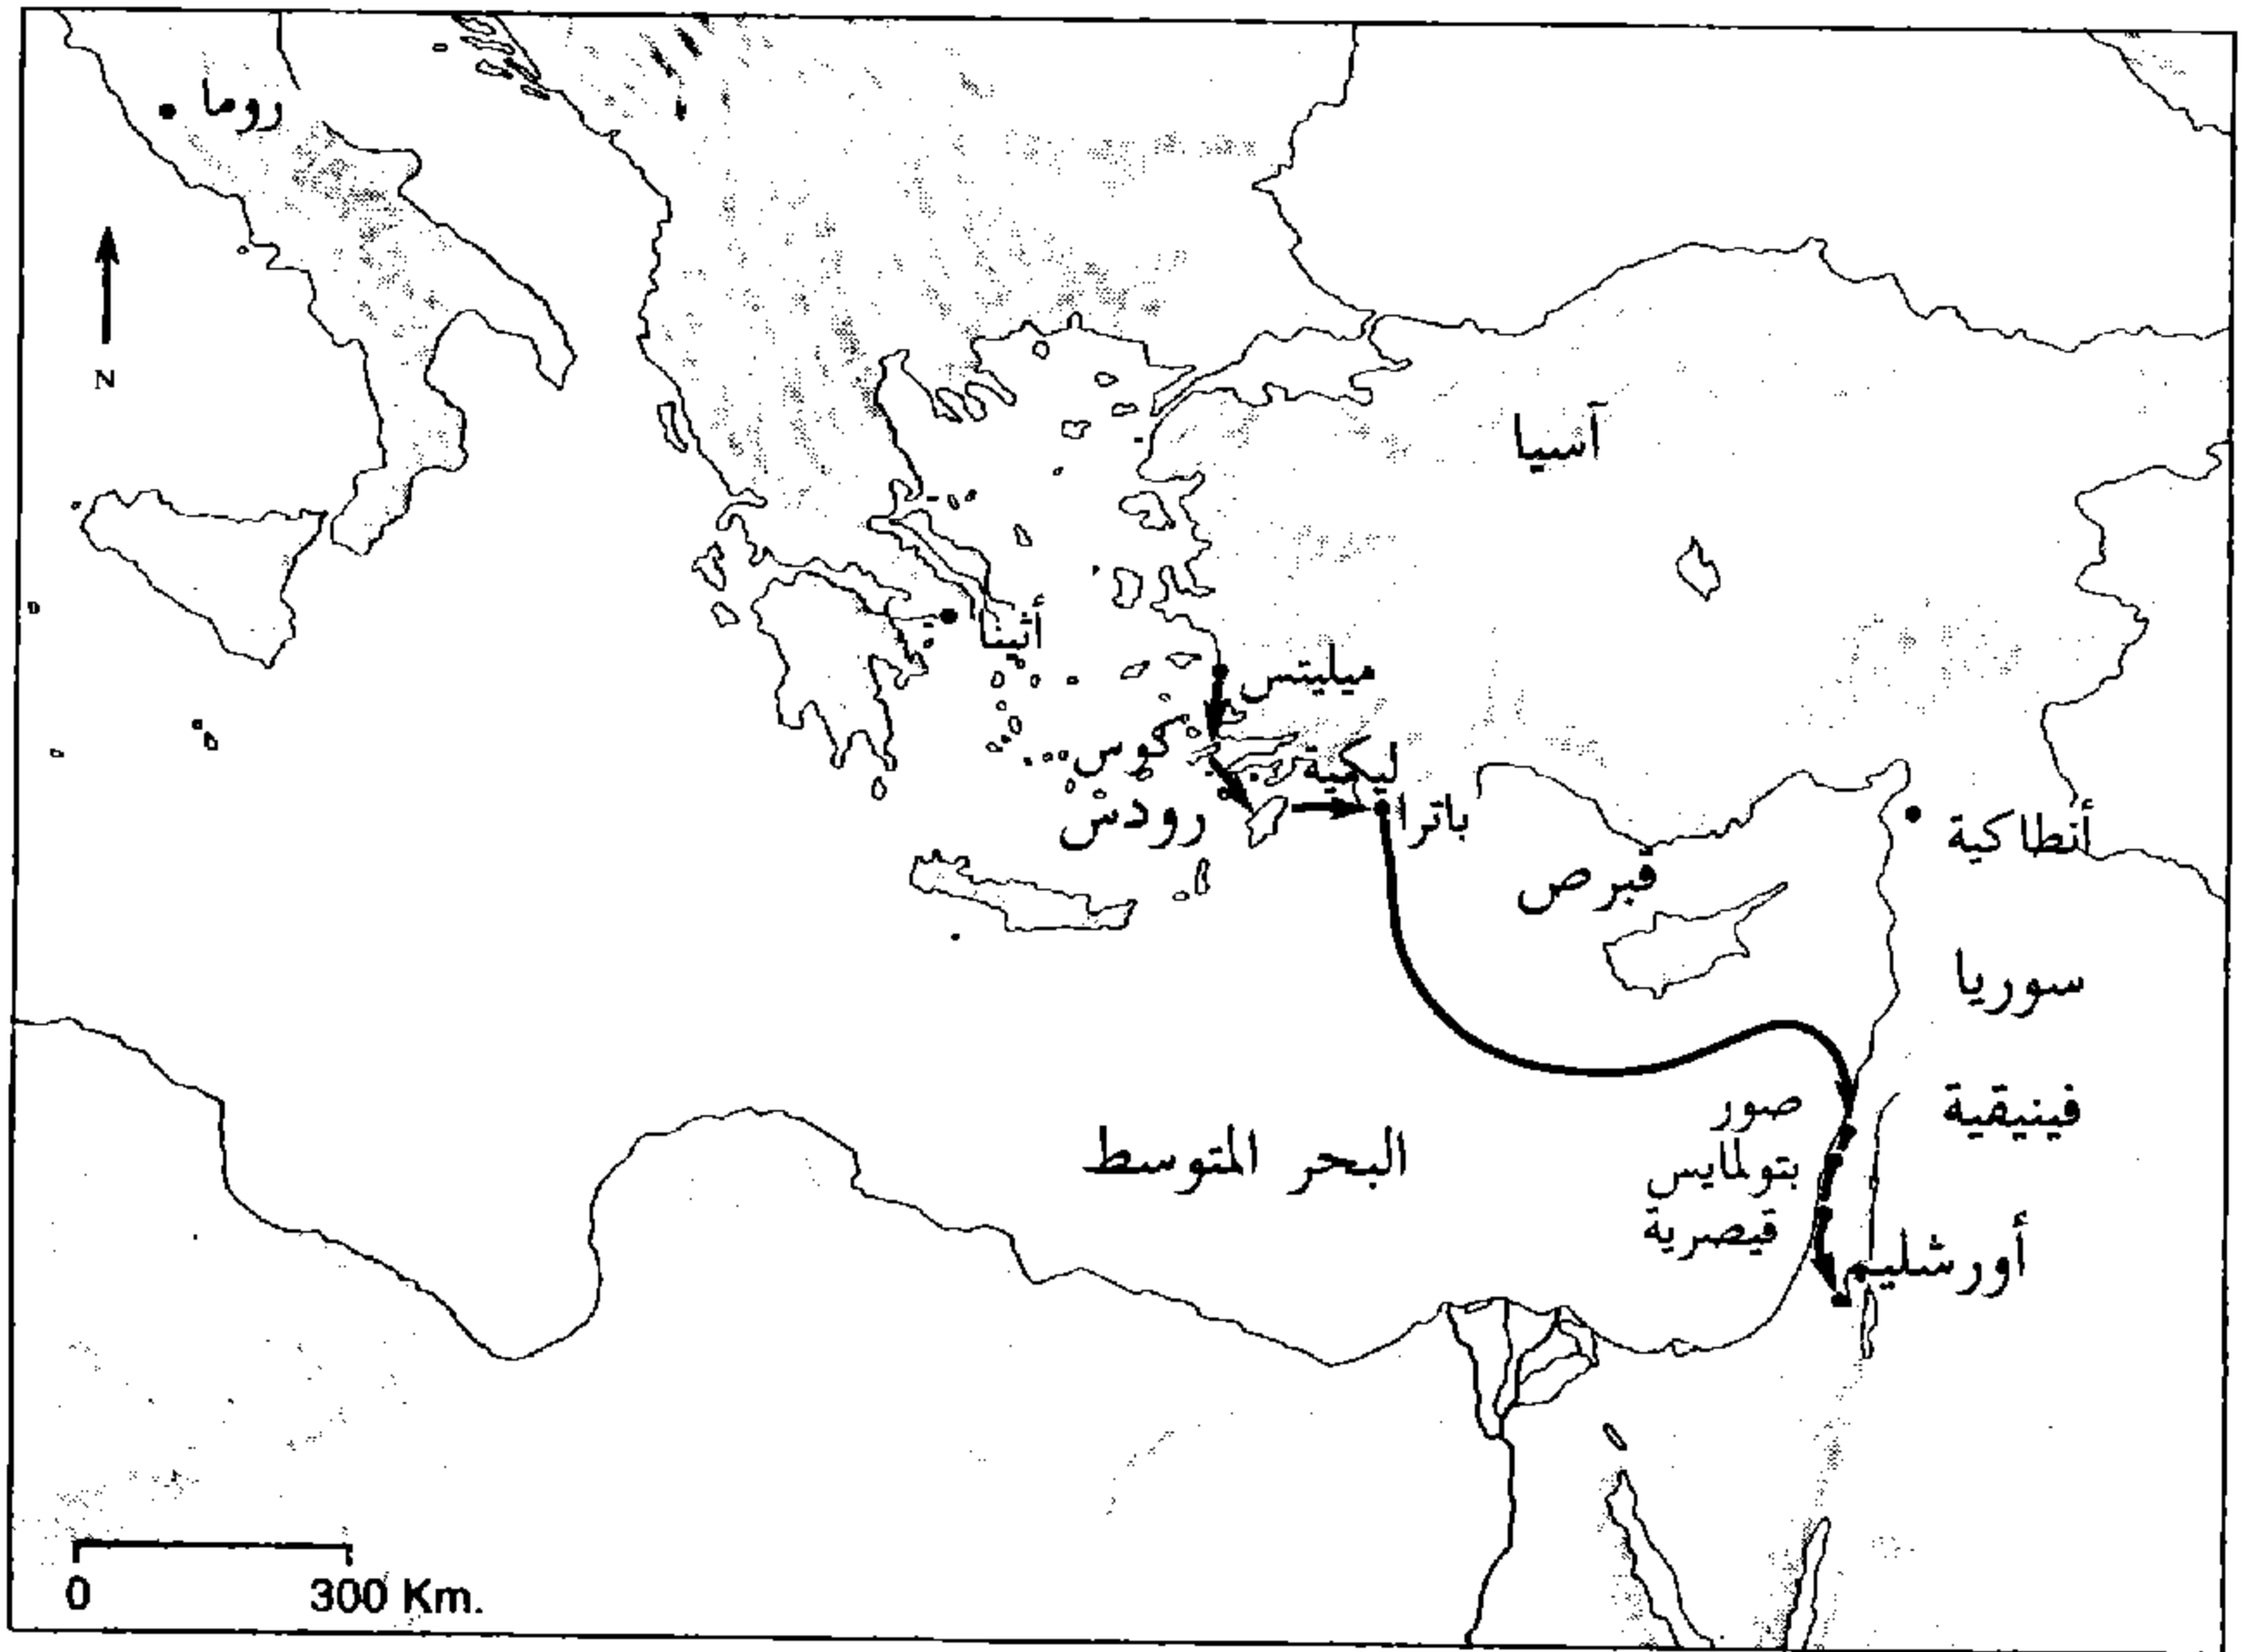 روما
N
آسيا
أثينا
ميليتس
كوس
ليكية
رودس
باترا
أنطاكية
قبرص
سوريا
صور
فينيقية
البحر المتوسط
بتولمايس
قيصرية
أورشليم
0 300 Km.